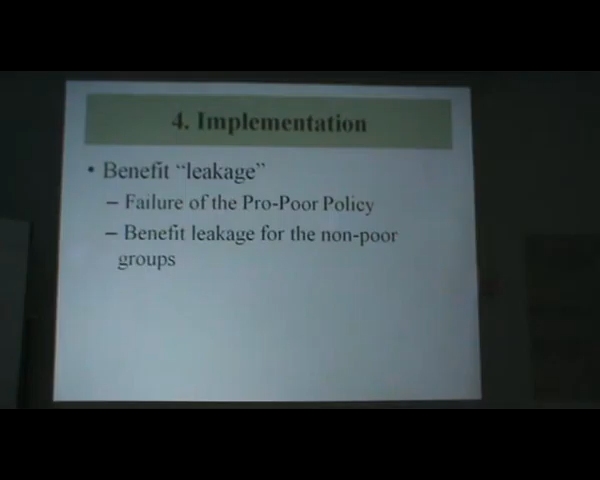 4. Implementation
• Benefit “leakage”
– Failure of the Pro-Poor Policy
– Benefit leakage for the non-poor
groups